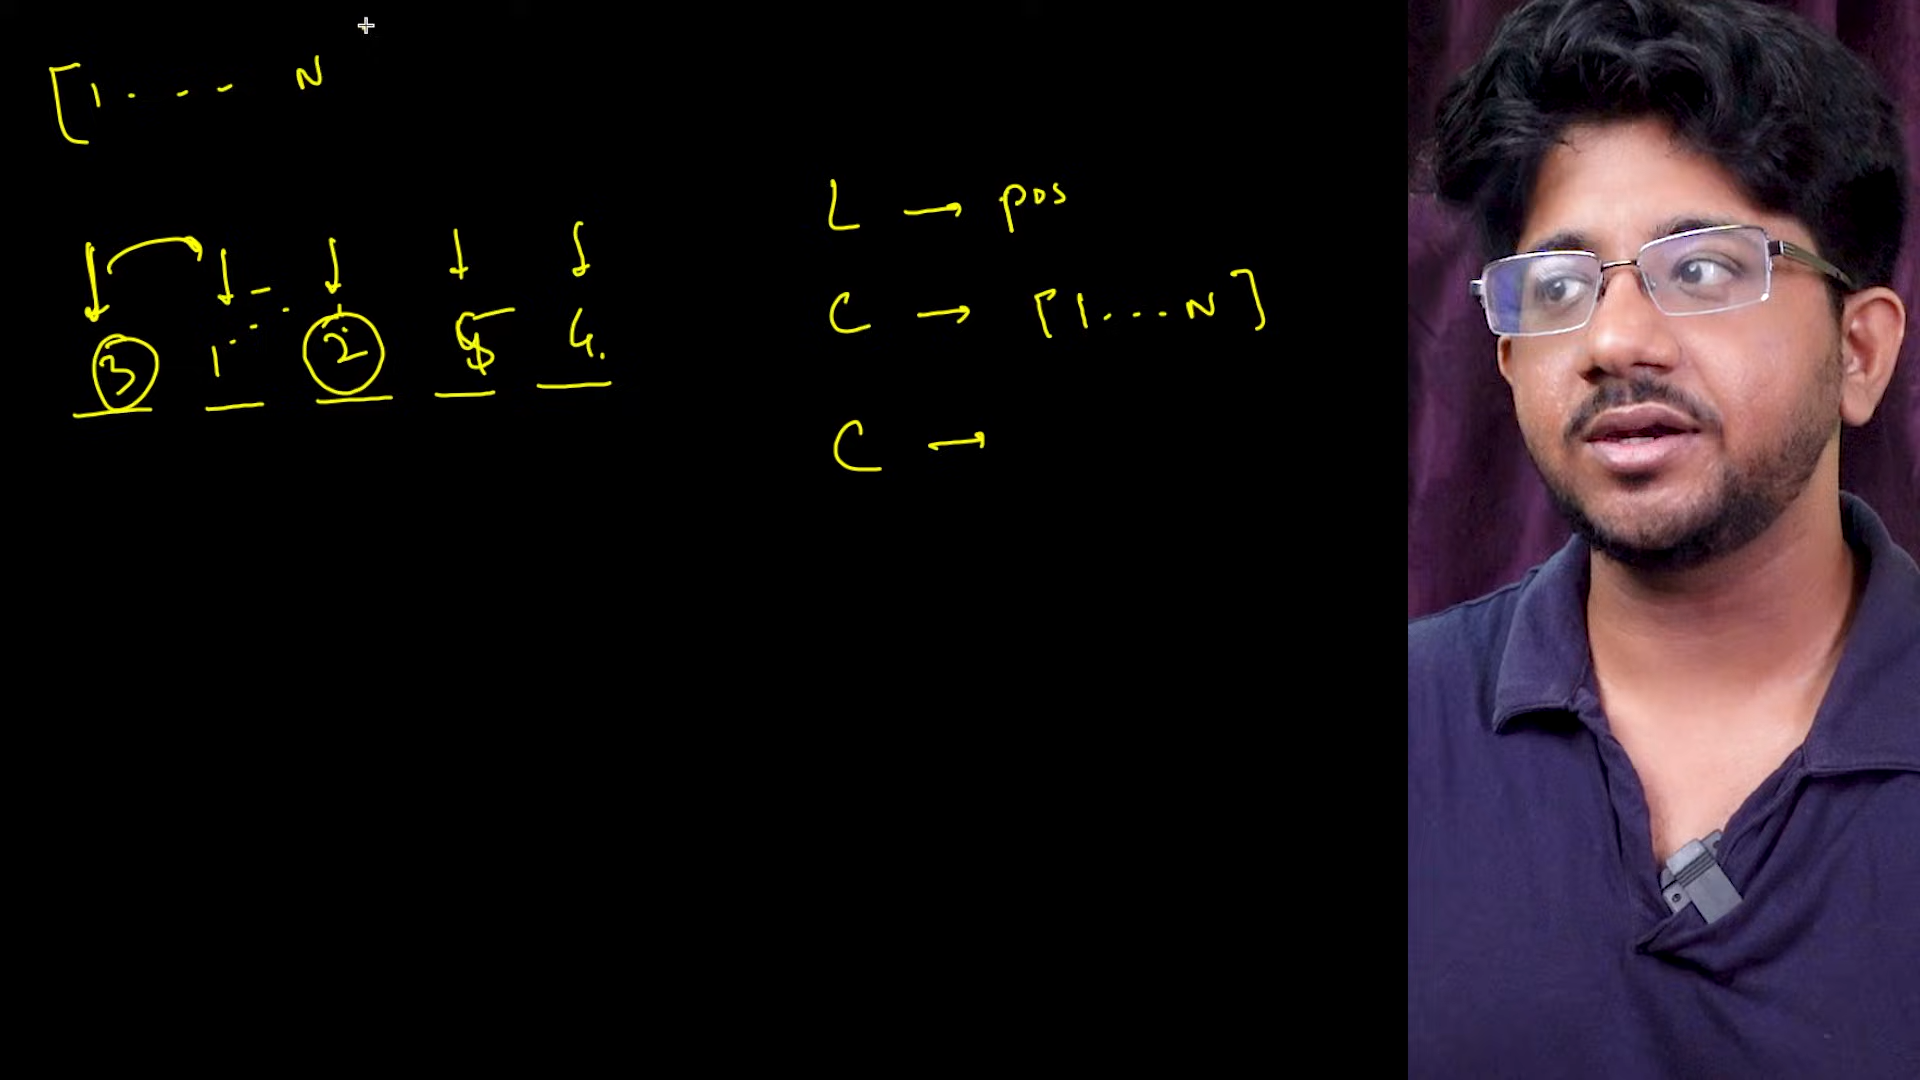 [1 . - - N
L → pos
3 1 2 5 4.
C → [1...N]
C →